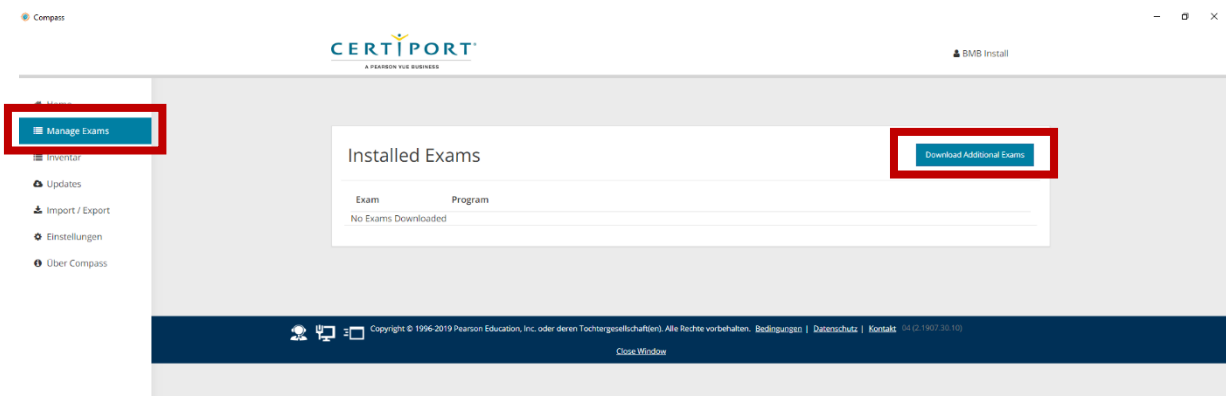 Compass
CERTIPORT
A PEARSON VUE BUSINESS
BMB Install
Home
Manage Exams
Inventar
Updates
Import / Export
Einstellungen
Über Compass
Installed Exams
Download Additional Exams
Exam Program
No Exams Downloaded
Copyright © 1996-2019 Pearson Education, Inc. oder deren Tochtergesellschaft(en). Alle Rechte vorbehalten. Bedingungen | Datenschutz | Kontakt 04 (2.1907.30.10)
Close Window